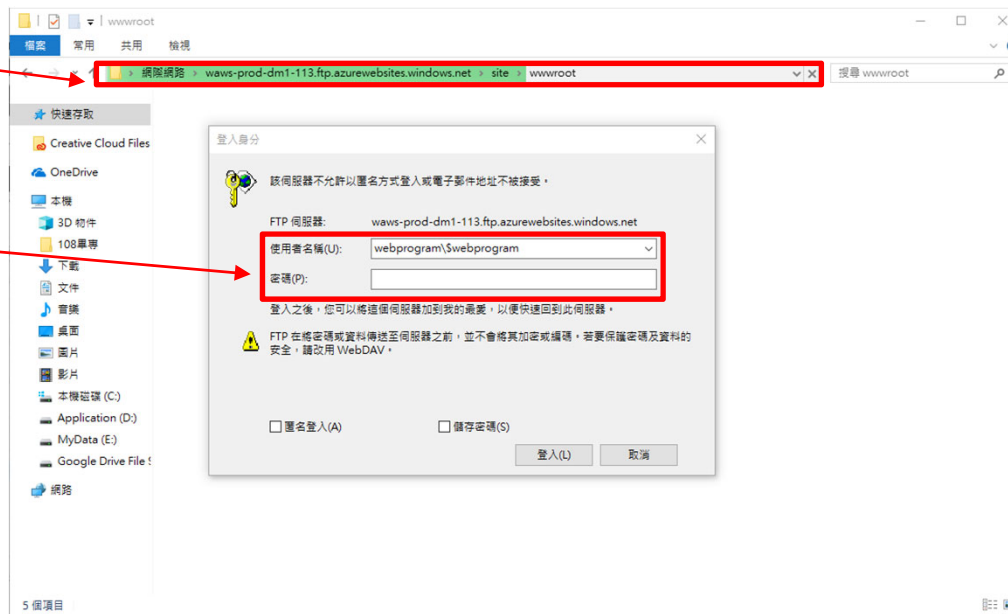 wwwroot
檔案 常用 共用 檢視
網際網路 › waws-prod-dm1-113.ftp.azurewebsites.windows.net › site › wwwroot
搜尋 wwwroot
快速存取
Creative Cloud Files
OneDrive
本機
3D 物件
108畢專
下載
文件
音樂
桌面
圖片
影片
本機磁碟 (C:)
Application (D:)
MyData (E:)
Google Drive File
網路
登入身分
該伺服器不允許以匿名方式登入或電子郵件地址不被接受。
FTP 伺服器: waws-prod-dm1-113.ftp.azurewebsites.windows.net
使用者名稱(U): webprogram\$webprogram
密碼(P):
登入之後，您可以將這個伺服器加到我的最愛，以便快速回到此伺服器。
FTP 在將密碼或資料傳送至伺服器之前，並不會將其加密或編碼。若要保護密碼及資料的
安全，請改用 WebDAV。
匿名登入(A) 儲存密碼(S)
登入(L) 取消
5 個項目